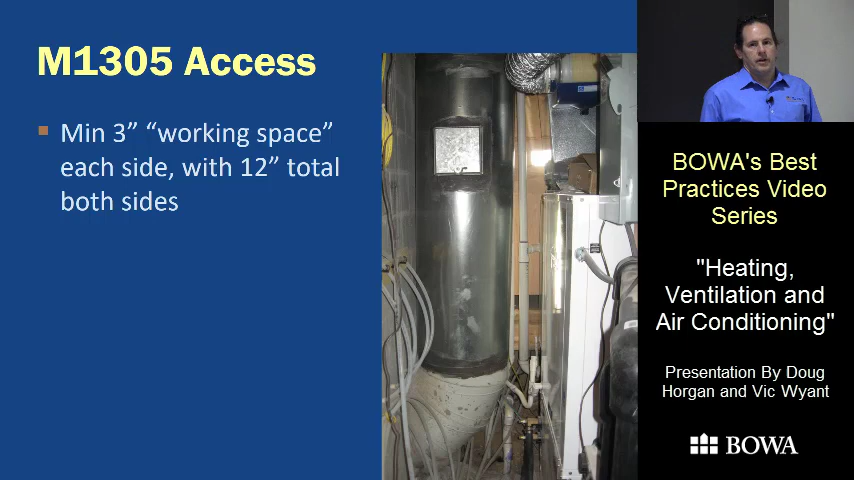 M1305 Access
Min 3” “working space”
each side, with 12” total
both sides
BOWA's Best
Practices Video
Series
"Heating,
Ventilation and
Air Conditioning"
Presentation By Doug
Horgan and Vic Wyant
BOWA